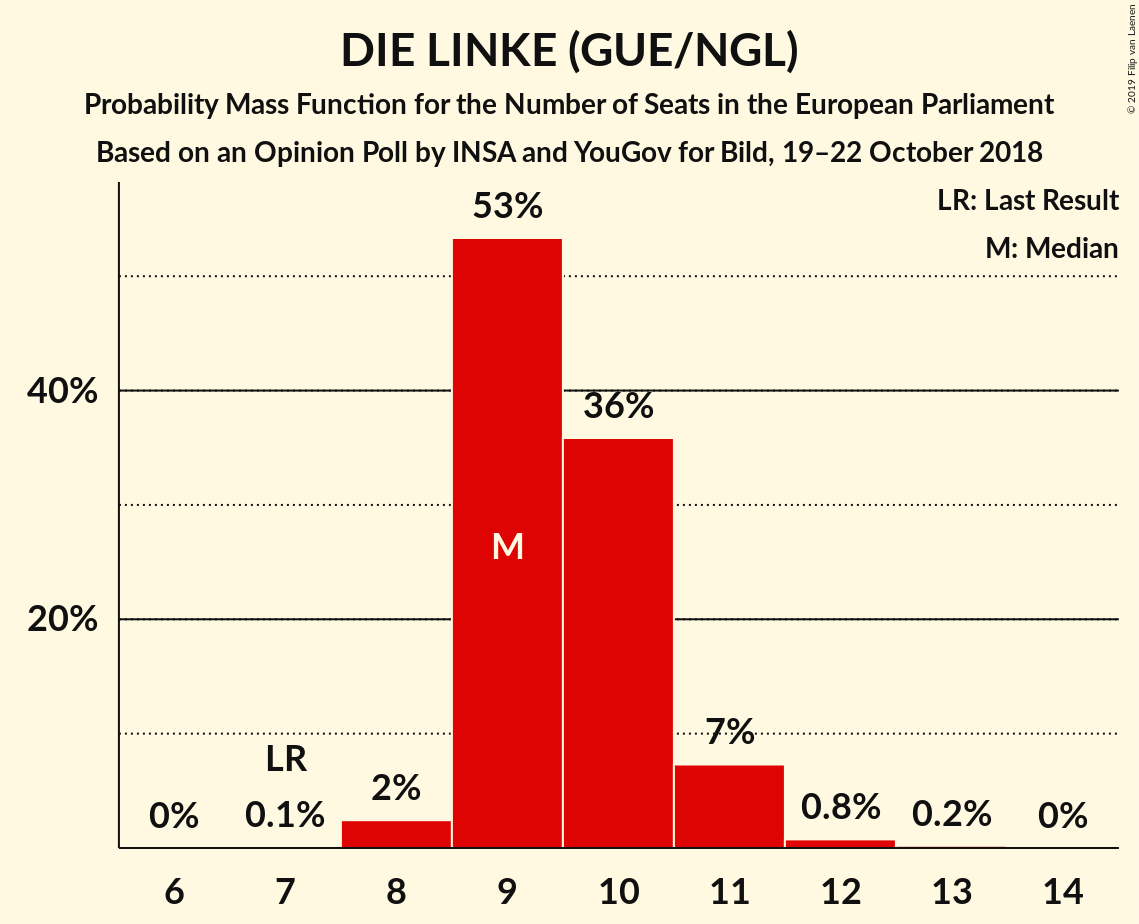 DIE LINKE (GUE/NGL)
Probability Mass Function for the Number of Seats in the European Parliament
Based on an Opinion Poll by INSA and YouGov for Bild, 19–22 October 2018
© 2019 Filip van Laenen
LR: Last Result
M: Median
53%
40%
36%
M
20%
7%
LR
2%
0%
0.1%
0.8%
0.2%
0%
6 7 8 9 10 11 12 13 14